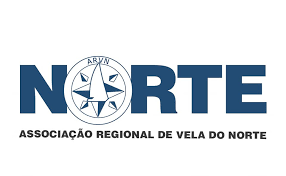 ARVN
NORTE
ASSOCIAÇÃO REGIONAL DE VELA DO NORTE